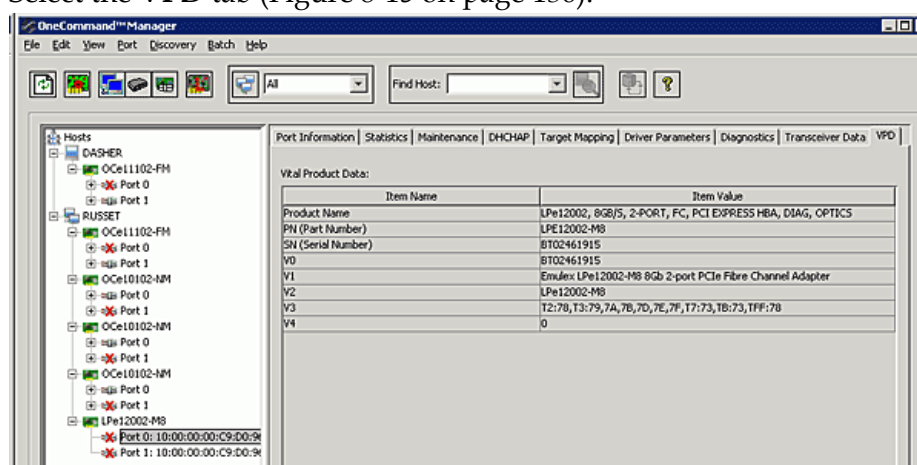 Select the VPD tab (Figure 8-15 on page 150).
OneCommand™Manager
File Edit View Port Discovery Batch Help
All Find Host:
Hosts
DASHER
OCe11102-FM
Port 0
Port 1
RUSSET
OCe11102-FM
Port 0
Port 1
OCe10102-NM
Port 0
Port 1
OCe10102-NM
Port 0
Port 1
OCe10102-NM
Port 0
Port 1
LPe12002-M8
Port 0: 10:00:00:00:C9:D0:9
Port 1: 10:00:00:00:C9:D0:9
Port Information Statistics Maintenance DHCHAP Target Mapping Driver Parameters Diagnostics Transceiver Data VPD
Vital Product Data:
Item Name Item Value
Product Name LPe12002, 8GB/S, 2-PORT, FC, PCI EXPRESS HBA, DIAG, OPTICS
PN (Part Number) LPE12002-M8
SN (Serial Number) BT02461915
V0 BT02461915
V1 Emulex LPe12002-M8 8Gb 2-port PCIe Fibre Channel Adapter
V2 LPe12002-M8
V3 T2:78,T3:79,7A,7B,7D,7E,7F,T7:73,TB:73,TFF:78
V4 0